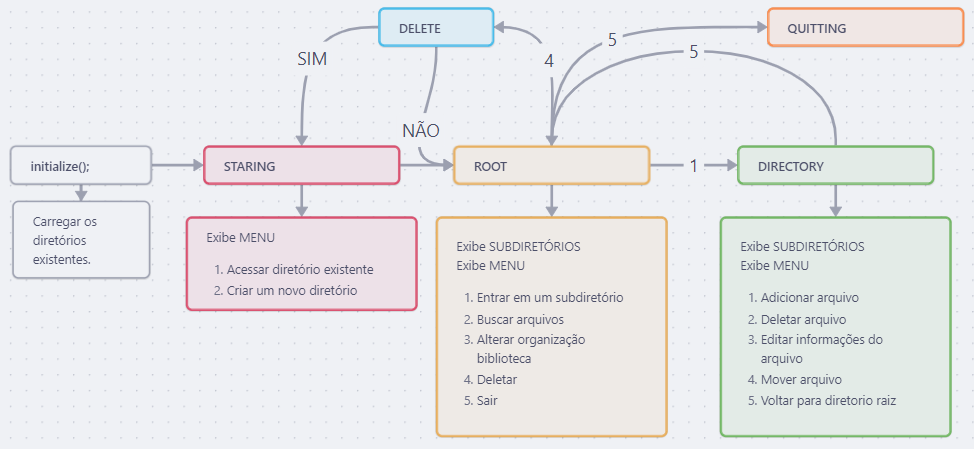 DELETE
QUITTING
SIM
4
5
5
NÃO
initialize();
STARING
ROOT
1
DIRECTORY
Carregar os
diretórios
existentes.
Exibe MENU
1. Acessar diretório existente
2. Criar um novo diretório
Exibe SUBDIRETÓRIOS
Exibe MENU
1. Entrar em um subdiretório
2. Buscar arquivos
3. Alterar organização
biblioteca
4. Deletar
5. Sair
Exibe SUBDIRETÓRIOS
Exibe MENU
1. Adicionar arquivo
2. Deletar arquivo
3. Editar informações do
arquivo
4. Mover arquivo
5. Voltar para diretorio raiz